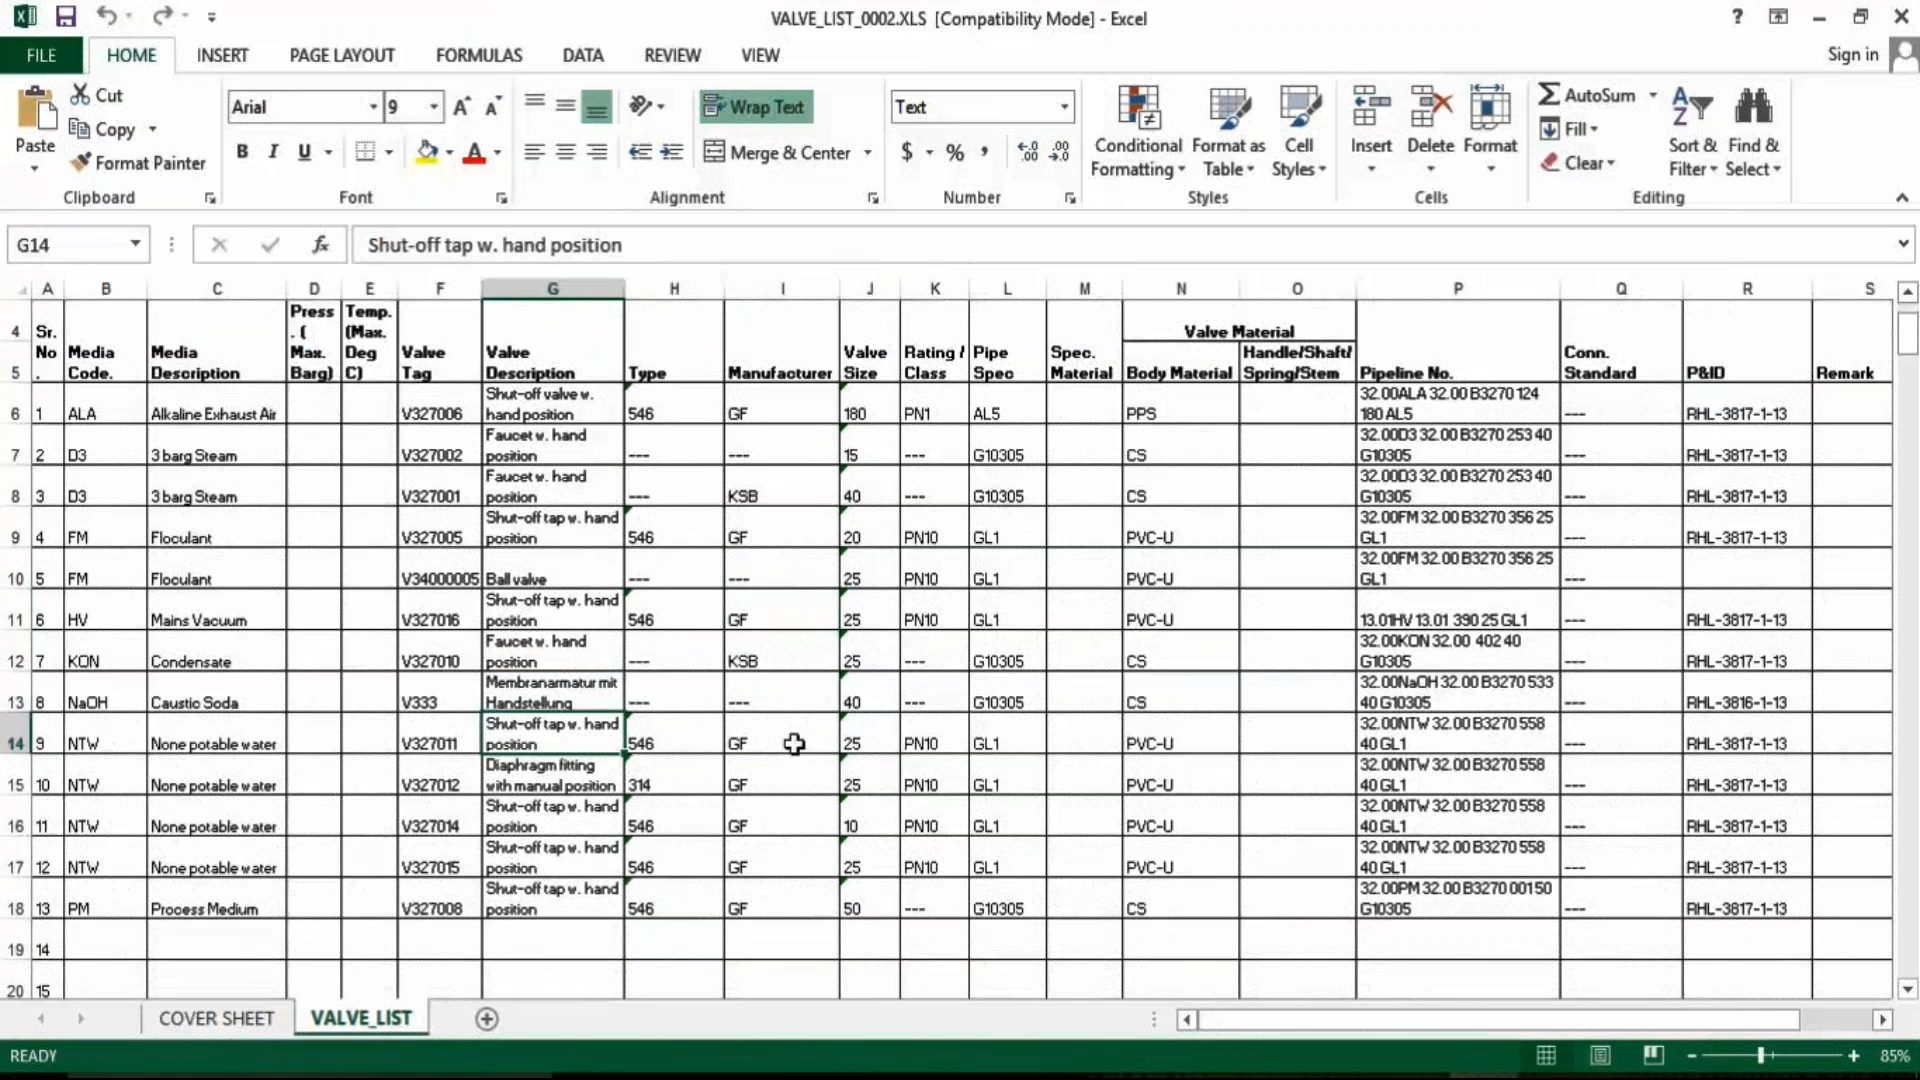 VALVE_LIST_0002.XLS [Compatibility Mode] - Excel
?
FILE HOME INSERT PAGE LAYOUT FORMULAS DATA REVIEW VIEW Sign in
Paste
Cut
Copy
Format Painter
Clipboard
Arial 9
B I U
Font
Wrap Text
Merge & Center
Alignment
Text
$ % ,
Number
Conditional Formatting
Format as Table
Cell Styles
Styles
Insert Delete Format
Cells
AutoSum
Fill
Clear
Sort & Filter
Find & Select
Editing
G14 fx Shut-off tap w. hand position
A B C D E F G H I J K L M N O P Q R S
4 5 Sr. No. Media Code. Media Description Press. ( Max. Barg) Temp. (Max. Deg C) Valve Tag Valve Description Type Manufacturer Valve Size Rating / Class Pipe Spec Spec. Material Valve Material Body Material Handle/Shaft/ Spring/Stem Pipeline No. Conn. Standard P&ID Remark
6 1 ALA Alkaline Exhaust Air V327006 Shut-off valve w. hand position 546 GF 180 PN1 AL5 PPS 32.00ALA 32.00 B3270 124 180 AL5 --- RHL-3817-1-13
7 2 D3 3 barg Steam V327002 Faucet w. hand position --- --- 15 --- G10305 CS 32.00D3 32.00 B3270 253 40 G10305 --- RHL-3817-1-13
8 3 D3 3 barg Steam V327001 Faucet w. hand position --- KSB 40 --- G10305 CS 32.00D3 32.00 B3270 253 40 G10305 --- RHL-3817-1-13
9 4 FM Floculant V327005 Shut-off tap w. hand position 546 GF 20 PN10 GL1 PVC-U 32.00FM 32.00 B3270 356 25 GL1 --- RHL-3817-1-13
10 5 FM Floculant V34000005 Ball valve --- --- 25 PN10 GL1 PVC-U 32.00FM 32.00 B3270 356 25 GL1 ---
11 6 HV Mains Vacuum V327016 Shut-off tap w. hand position 546 GF 25 PN10 GL1 PVC-U 13.01HV 13.01 390 25 GL1 --- RHL-3817-1-13
12 7 KON Condensate V327010 Faucet w. hand position --- KSB 25 --- G10305 CS 32.00KON 32.00 402 40 G10305 --- RHL-3817-1-13
13 8 NaOH Caustic Soda V333 Membranarmatur mit Handstellung --- --- 40 --- G10305 CS 32.00NaOH 32.00 B3270 533 40 G10305 --- RHL-3816-1-13
14 9 NTW None potable water V327011 Shut-off tap w. hand position 546 GF 25 PN10 GL1 PVC-U 32.00NTW 32.00 B3270 558 40 GL1 --- RHL-3817-1-13
15 10 NTW None potable water V327012 Diaphragm fitting with manual position 314 GF 25 PN10 GL1 PVC-U 32.00NTW 32.00 B3270 558 40 GL1 --- RHL-3817-1-13
16 11 NTW None potable water V327014 Shut-off tap w. hand position 546 GF 10 PN10 GL1 PVC-U 32.00NTW 32.00 B3270 558 40 GL1 --- RHL-3817-1-13
17 12 NTW None potable water V327015 Shut-off tap w. hand position 546 GF 25 PN10 GL1 PVC-U 32.00NTW 32.00 B3270 558 40 GL1 --- RHL-3817-1-13
18 13 PM Process Medium V327008 Shut-off tap w. hand position 546 GF 50 --- G10305 CS 32.00PM 32.00 B3270 001 50 G10305 --- RHL-3817-1-13
19 14
20 15
COVER SHEET VALVE_LIST
READY 85%